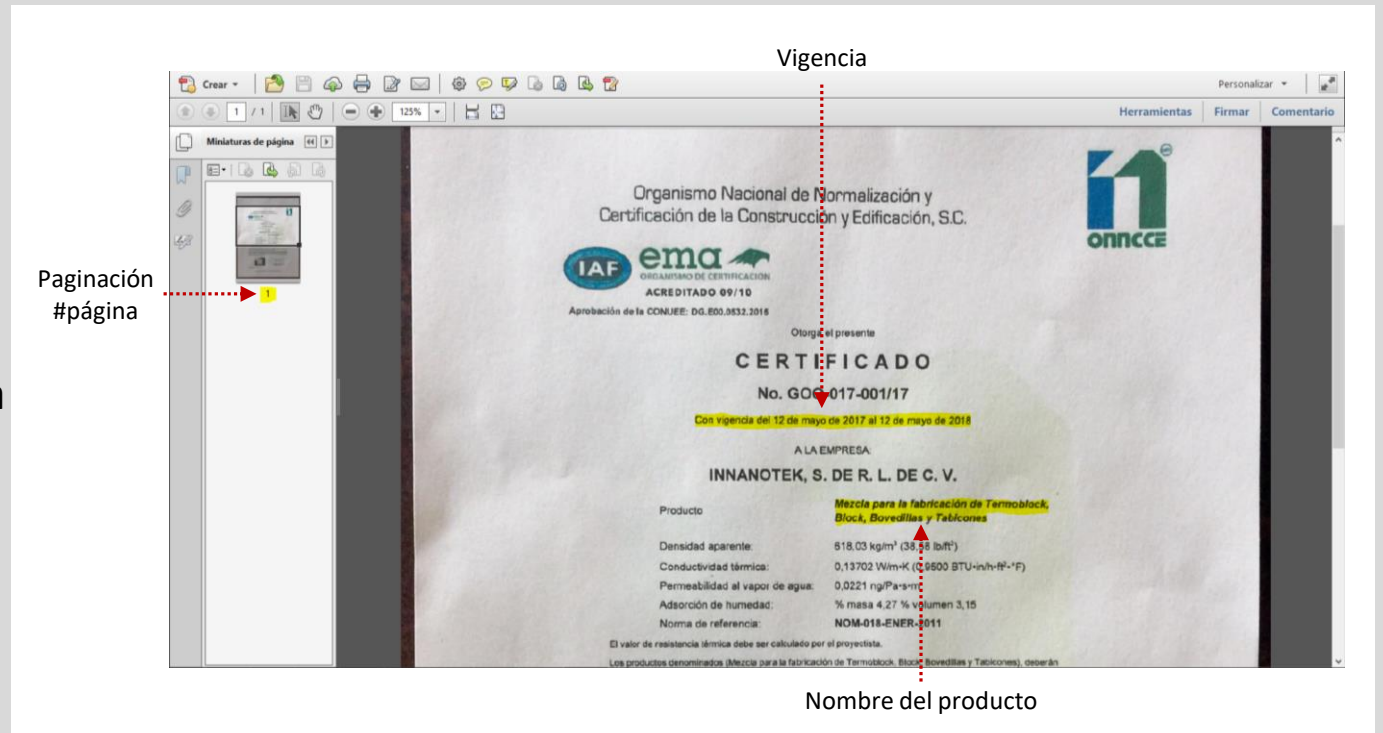 Vigencia
Crear
Personalizar
1 / 1
125%
Herramientas
Firmar
Comentario
Miniaturas de página
Paginación
#página
1
Organismo Nacional de Normalización y
Certificación de la Construcción y Edificación, S.C.
onncce
IAF
ema
ORGANISMO DE CERTIFICACIÓN
ACREDITADO 09/10
Aprobación de la CONUEE: DG.E00.0532.2016
Otorga el presente
CERTIFICADO
No. 017-001/17
Con vigencia del 12 de mayo de 2017 al 12 de mayo de 2018
A LA EMPRESA:
INNANOTEK, S. DE R. L. DE C. V.
Producto
Mezcla para la fabricación de Termoblock,
Block, Bovedillas y Tabicones
Densidad aparente:
618,03 kg/m³ (38,58 lb/ft³)
Conductividad térmica:
0,13702 W/m-K (0,9500 BTU-in/h-ft²-°F)
Permeabilidad al vapor de agua:
0,0221 ng/Pa-s-m
Adsorción de humedad:
% masa 4,27 % volumen 3,15
Norma de referencia:
NOM-018-ENER-2011
El valor de resistencia térmica debe ser calculado por el proyectista.
Los productos denominados (Mezcla para la fabricación de Termoblock, Block, Bovedillas y Tabicones), deberán
Nombre del producto